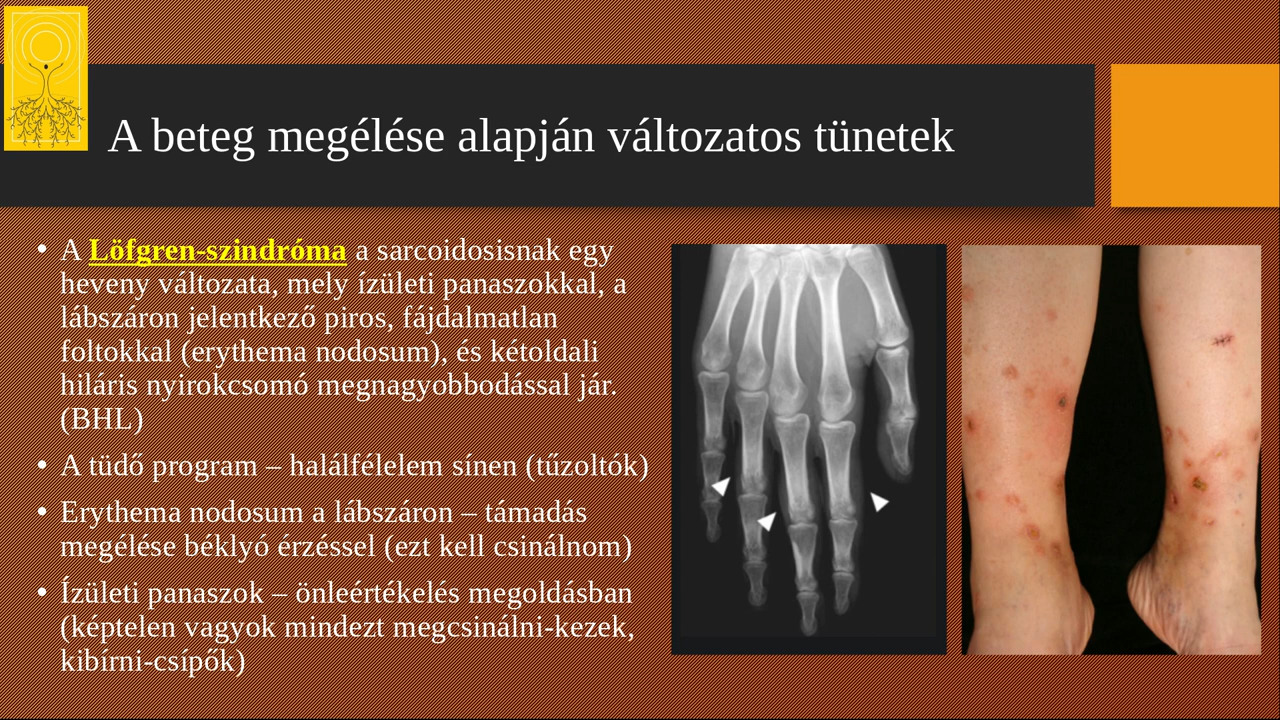 A beteg megélése alapján változatos tünetek
• A Löfgren-szindróma a sarcoidosisnak egy
heveny változata, mely ízületi panaszokkal, a
lábszáron jelentkező piros, fájdalmatlan
foltokkal (erythema nodosum), és kétoldali
hiláris nyirokcsomó megnagyobbodással jár.
(BHL)
• A tüdő program – halálfélelem sínen (tűzoltók)
• Erythema nodosum a lábszáron – támadás
megélése béklyó érzéssel (ezt kell csinálnom)
• Ízületi panaszok – önleértékelés megoldásban
(képtelen vagyok mindezt megcsinálni-kezek,
kibírni-csípők)